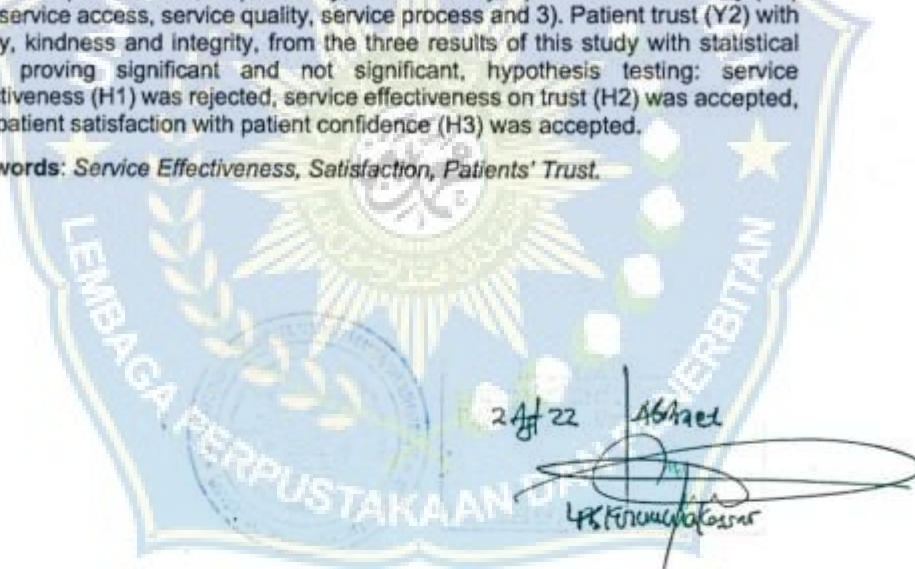 service access, service quality, service process and 3). Patient trust (Y2) with
y, kindness and integrity, from the three results of this study with statistical
proving significant and not significant, hypothesis testing: service
tiveness (H1) was rejected, service effectiveness on trust (H2) was accepted,
patient satisfaction with patient confidence (H3) was accepted.
words: Service Effectiveness, Satisfaction, Patients' Trust.
LEMBAGA PERPUSTAKAAN DAN PENERBITAN
22 Abstract